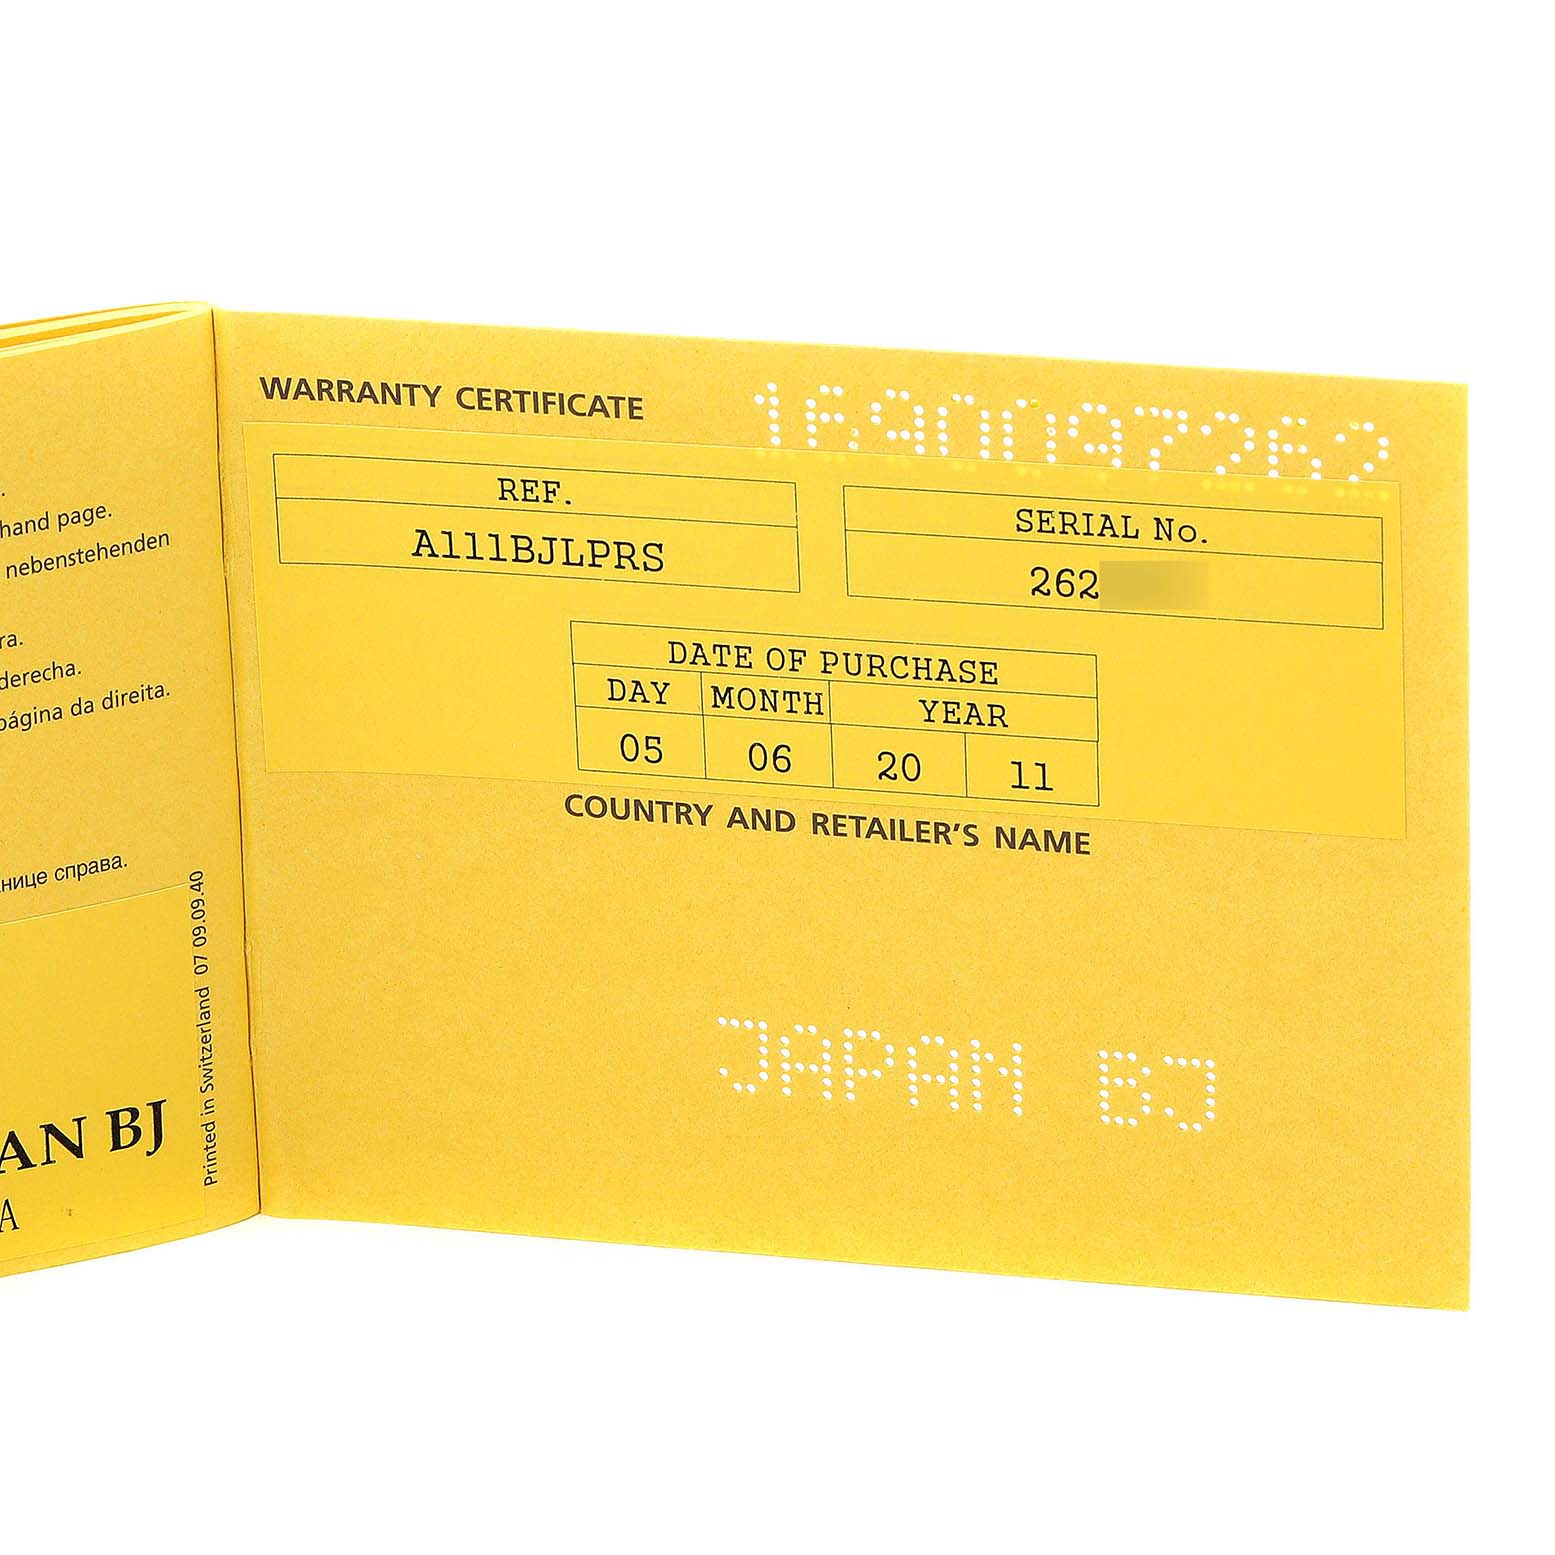 .
hand page.
nebenstehenden
ra.
derecha.
página da direita.
нице справа.
AN BJ
A
Printed in Switzerland 07 09.09.40
WARRANTY CERTIFICATE
REF.
A111BJLPRS
SERIAL No.
262
DATE OF PURCHASE
DAY MONTH YEAR
05 06 20 11
COUNTRY AND RETAILER'S NAME
JAPAN BJ